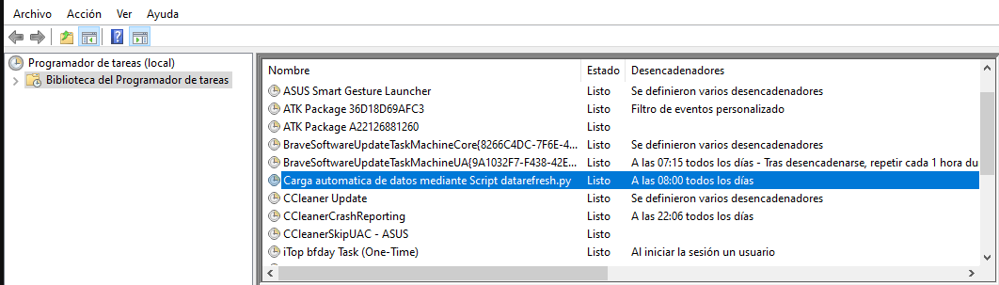 Archivo Acción Ver Ayuda
Programador de tareas (local)
Biblioteca del Programador de tareas
Nombre Estado Desencadenadores
ASUS Smart Gesture Launcher Listo Se definieron varios desencadenadores
ATK Package 36D18D69AFC3 Listo Filtro de eventos personalizado
ATK Package A22126881260 Listo
BraveSoftwareUpdateTaskMachineCore{8266C4DC-7F6E-4... Listo Se definieron varios desencadenadores
BraveSoftwareUpdateTaskMachineUA{9A1032F7-F438-42E... Listo A las 07:15 todos los días - Tras desencadenarse, repetir cada 1 hora du
Carga automatica de datos mediante Script datarefresh.py Listo A las 08:00 todos los días
CCleaner Update Listo Se definieron varios desencadenadores
CCleanerCrashReporting Listo A las 22:06 todos los días
CCleanerSkipUAC - ASUS Listo
iTop bfday Task (One-Time) Listo Al iniciar la sesión un usuario